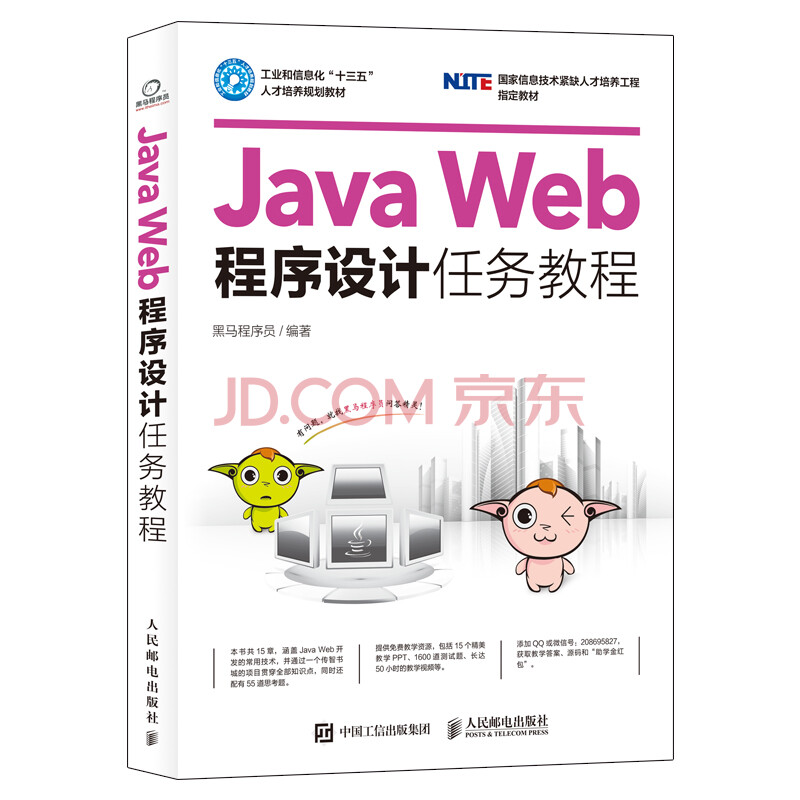 黑马程序员
Java Web程序设计任务教程
人民邮电出版社
工业和信息化“十三五”
人才培养规划教材
NITE
国家信息技术紧缺人才培养工程
指定教材
Java Web
程序设计任务教程
黑马程序员 / 编著
JD.COM 京东
有问题，就找黑马程序员问答精灵！
本书共 15 章，涵盖 Java Web 开
发的常用技术，并通过一个传智书
城的项目贯穿全部知识点，同时还
配有 55 道思考题。
提供免费教学资源，包括 15 个精美
教学 PPT、1600 道测试题、长达
50 小时的教学视频等。
添加 QQ 或微信号：208695827，
获取教学答案、源码和“助学金红
包”。
中国工信出版集团
人民邮电出版社
POSTS & TELECOM PRESS